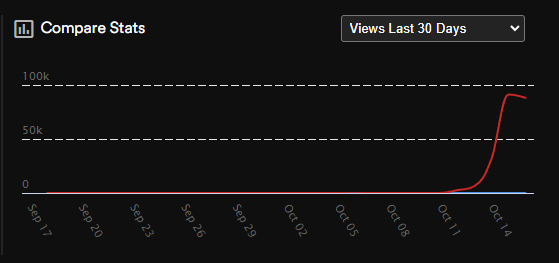 Compare Stats
Views Last 30 Days
100k
50k
0
Sep 17
Sep 20
Sep 23
Sep 26
Sep 29
Oct 02
Oct 05
Oct 08
Oct 11
Oct 14